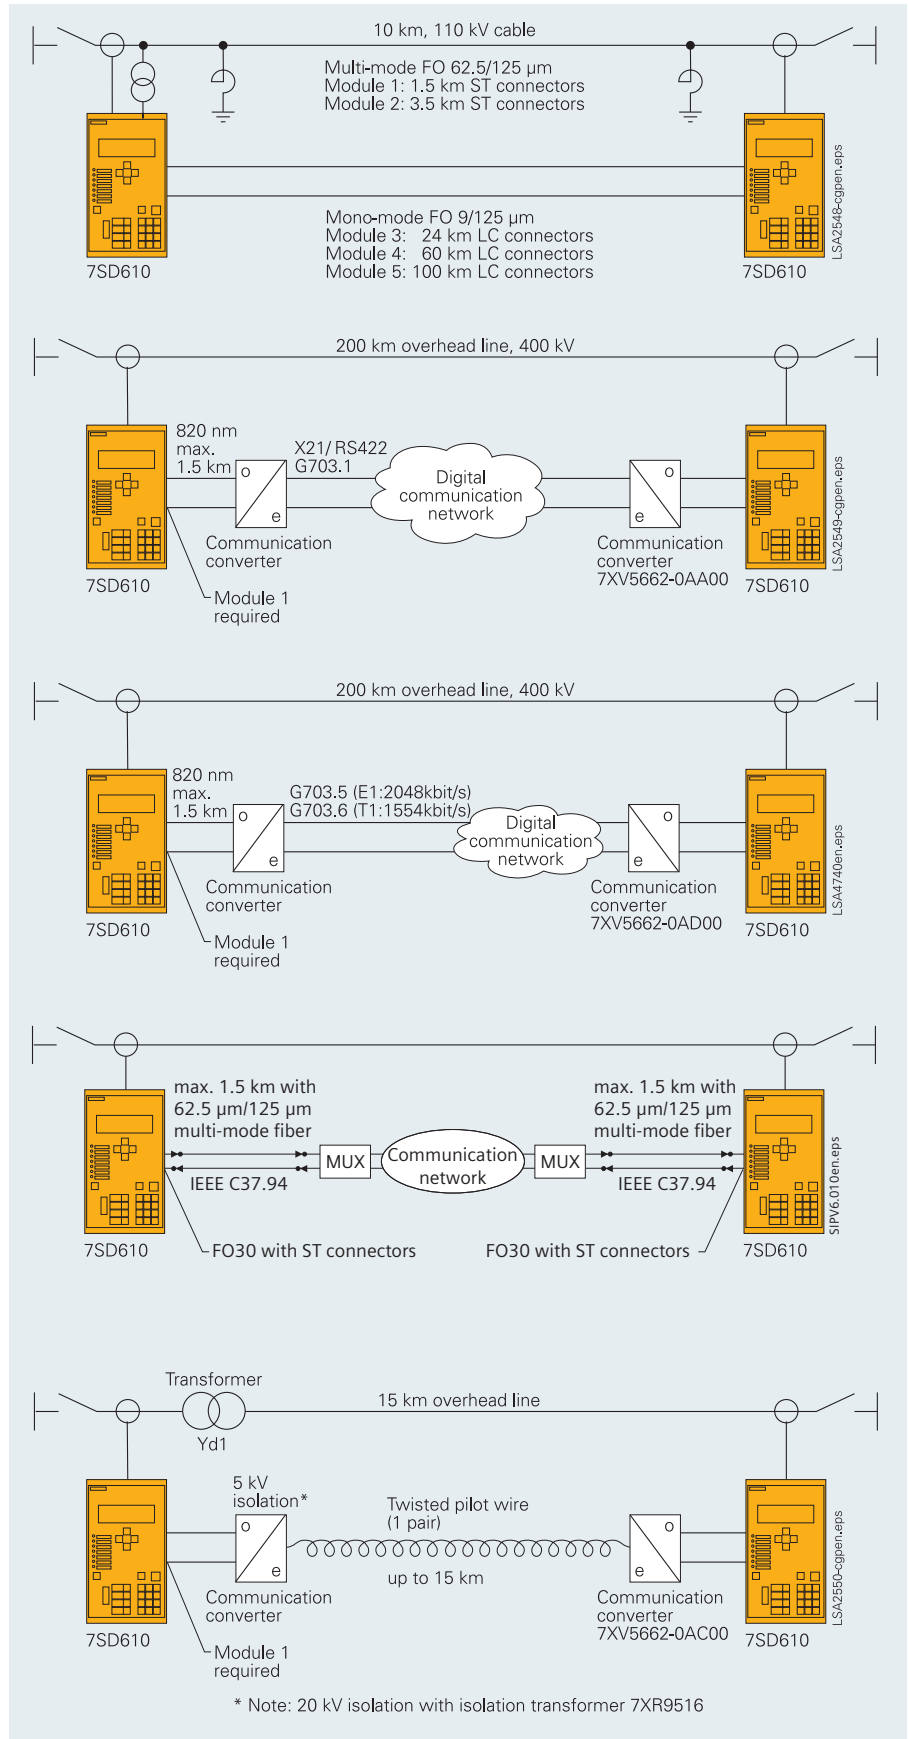 10 km, 110 kV cable
Multi-mode FO 62.5/125 µm
Module 1: 1.5 km ST connectors
Module 2: 3.5 km ST connectors
Mono-mode FO 9/125 µm
Module 3: 24 km LC connectors
Module 4: 60 km LC connectors
Module 5: 100 km LC connectors
7SD610
7SD610
LSA2548-cgpen.eps
200 km overhead line, 400 kV
820 nm
max.
1.5 km
X21/ RS422
G703.1
o
e
Digital
communication
network
o
e
Communication
converter
Communication
converter
7XV5662-0AA00
7SD610
7SD610
Module 1
required
LSA2549-cgpen.eps
200 km overhead line, 400 kV
820 nm
max.
1.5 km
G703.5 (E1:2048kbit/s)
G703.6 (T1:1554kbit/s)
o
e
Digital
communication
network
o
e
Communication
converter
Communication
converter
7XV5662-0AD00
7SD610
7SD610
Module 1
required
LSA4740en.eps
max. 1.5 km with
62.5 µm/125 µm
multi-mode fiber
max. 1.5 km with
62.5 µm/125 µm
multi-mode fiber
MUX
Communication
network
MUX
IEEE C37.94
IEEE C37.94
7SD610
FO30 with ST connectors
FO30 with ST connectors
7SD610
SIPV6.010en.eps
Transformer
15 km overhead line
Yd1
5 kV
isolation*
o
e
Twisted pilot wire
(1 pair)
up to 15 km
o
e
Communication
converter
Communication
converter
7XV5662-0AC00
7SD610
7SD610
Module 1
required
LSA2550-cgpen.eps
* Note: 20 kV isolation with isolation transformer 7XR9516